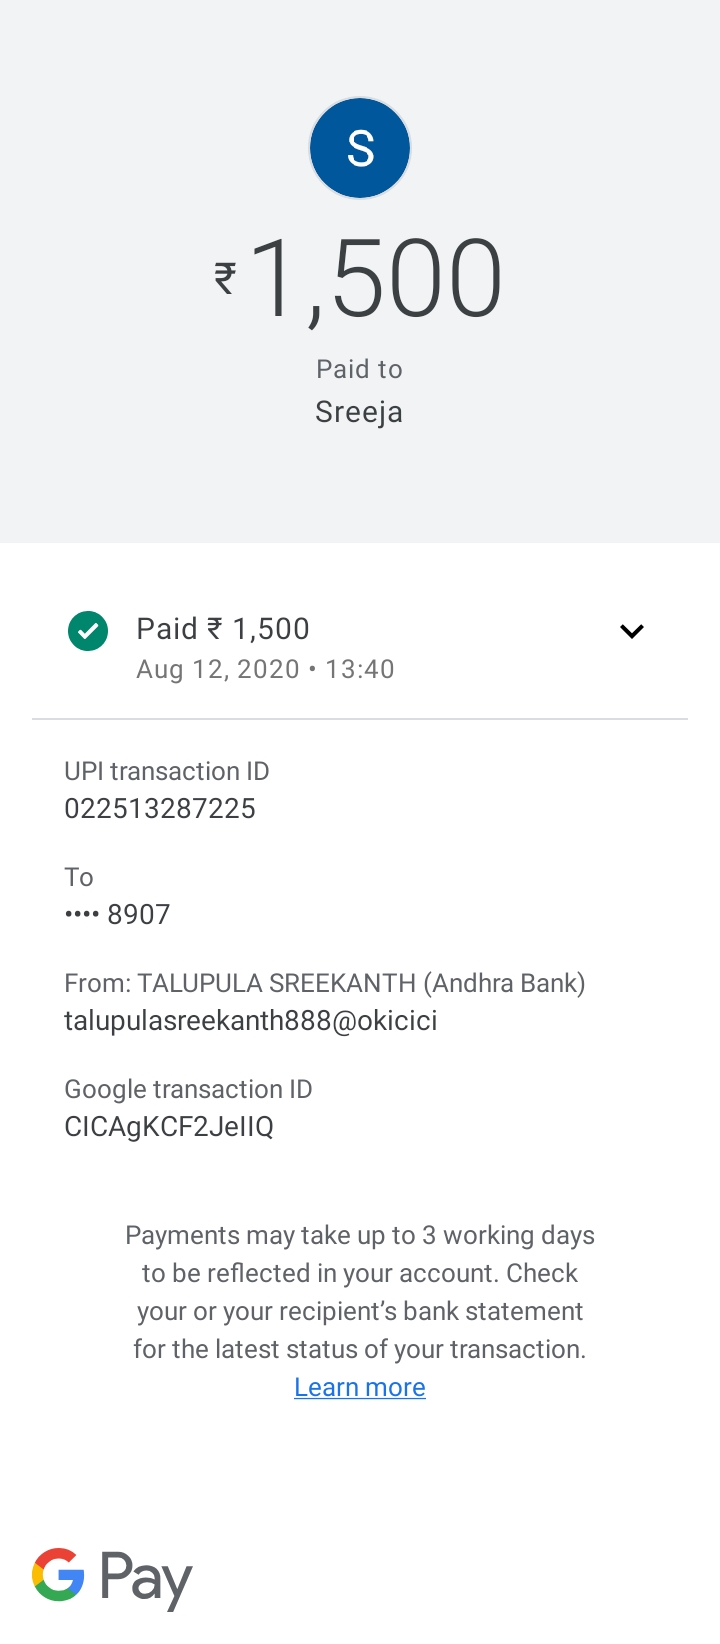 S
₹1,500
Paid to
Sreeja
Paid ₹ 1,500
Aug 12, 2020 • 13:40
UPI transaction ID
022513287225
To
•••• 8907
From: TALUPULA SREEKANTH (Andhra Bank)
talupulasreekanth888@okicici
Google transaction ID
CICAgKCF2JeIIQ
Payments may take up to 3 working days
to be reflected in your account. Check
your or your recipient’s bank statement
for the latest status of your transaction.
Learn more
G Pay